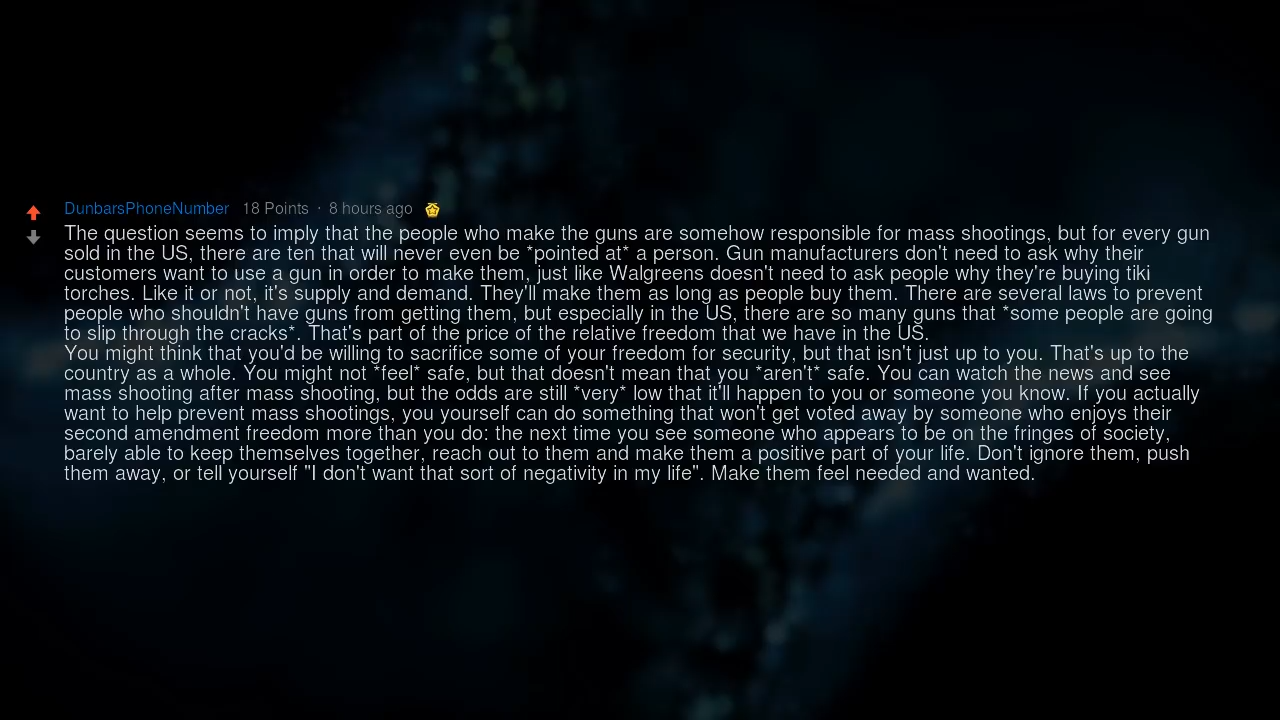 DunbarsPhoneNumber 18 Points · 8 hours ago
The question seems to imply that the people who make the guns are somehow responsible for mass shootings, but for every gun
sold in the US, there are ten that will never even be *pointed at* a person. Gun manufacturers don't need to ask why their
customers want to use a gun in order to make them, just like Walgreens doesn't need to ask people why they're buying tiki
torches. Like it or not, it's supply and demand. They'll make them as long as people buy them. There are several laws to prevent
people who shouldn't have guns from getting them, but especially in the US, there are so many guns that *some people are going
to slip through the cracks*. That's part of the price of the relative freedom that we have in the US.
You might think that you'd be willing to sacrifice some of your freedom for security, but that isn't just up to you. That's up to the
country as a whole. You might not *feel* safe, but that doesn't mean that you *aren't* safe. You can watch the news and see
mass shooting after mass shooting, but the odds are still *very* low that it'll happen to you or someone you know. If you actually
want to help prevent mass shootings, you yourself can do something that won't get voted away by someone who enjoys their
second amendment freedom more than you do: the next time you see someone who appears to be on the fringes of society,
barely able to keep themselves together, reach out to them and make them a positive part of your life. Don't ignore them, push
them away, or tell yourself "I don't want that sort of negativity in my life". Make them feel needed and wanted.